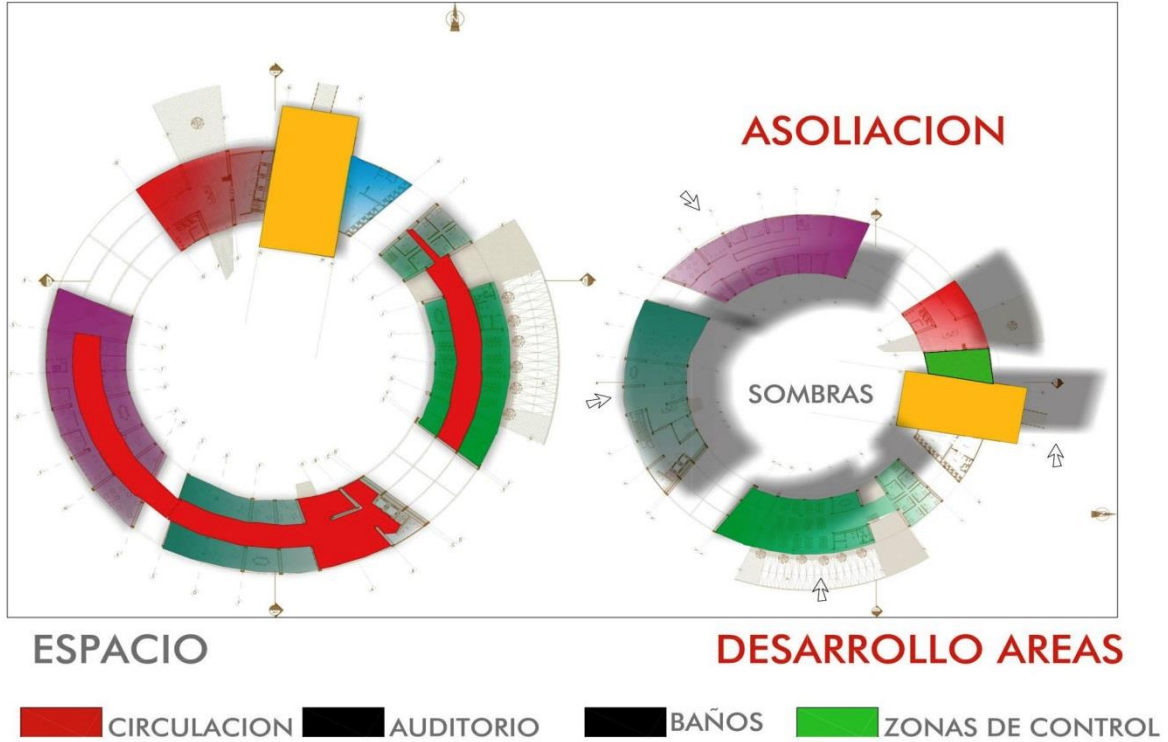 ASOLIACION
SOMBRAS
ESPACIO
DESARROLLO AREAS
CIRCULACION
AUDITORIO
BAÑOS
ZONAS DE CONTROL